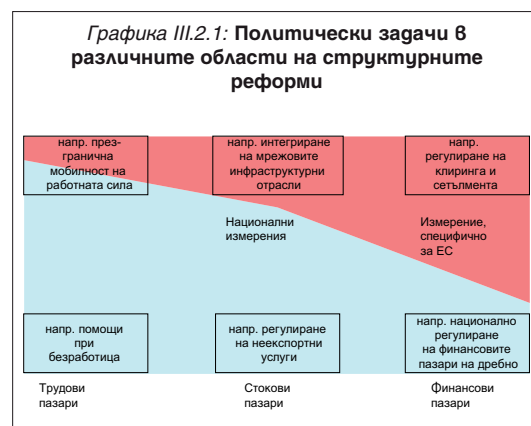 Графика III.2.1: Политически задачи в
различните области на структурните
реформи
напр. през-
гранична
мобилност на
работната сила
напр. интегриране
на мрежовите
инфраструктурни
отрасли
напр.
регулиране на
клиринга и
сетълмента
Национални
измерения
Измерение,
специфично
за ЕС
напр. помощи
при
безработица
напр. регулиране
на неекспортни
услуги
напр. национално
регулиране
на финансовите
пазари на дребно
Трудови
пазари
Стокови
пазари
Финансови
пазари